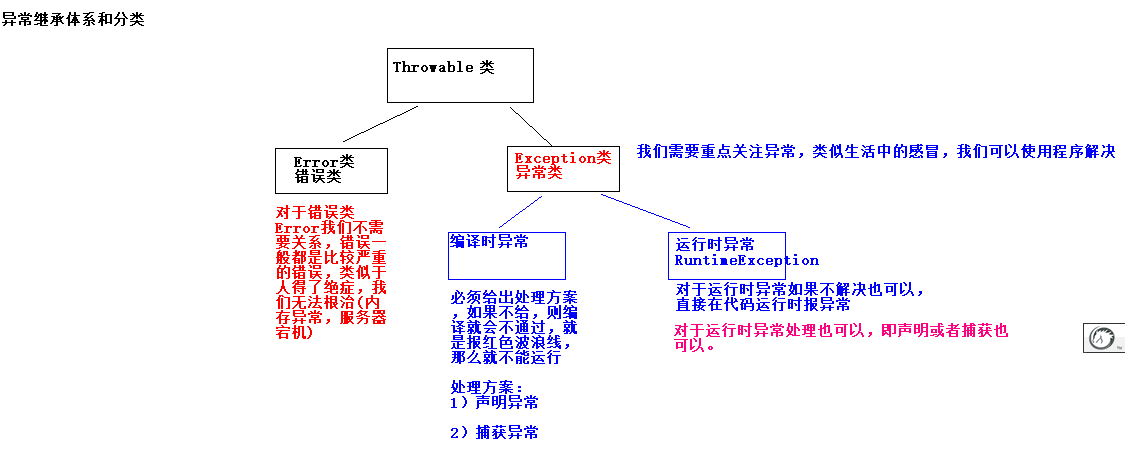 异常继承体系和分类
Throwable 类
Error类
错误类
Exception类
异常类
我们需要重点关注异常，类似生活中的感冒，我们可以使用程序解决
对于错误类
Error我们不需
要关系，错误一
般都是比较严重
的错误，类似于
人得了绝症，我
们无法根治(内
存异常，服务器
宕机)
编译时异常
必须给出处理方案
，如果不给，则编
译就会不通过，就
是报红色波浪线，
那么就不能运行
处理方案：
1）声明异常
2）捕获异常
运行时异常
RuntimeException
对于运行时异常如果不解决也可以，
直接在代码运行时报异常
对于运行时异常处理也可以，即声明或者捕获也
可以。